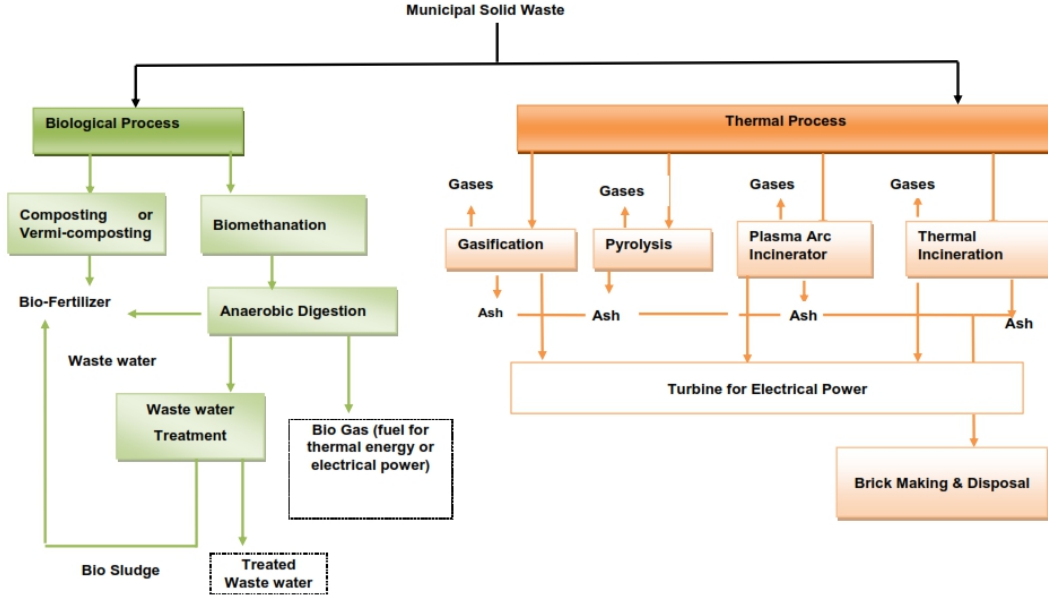 Municipal Solid Waste
Biological Process
Thermal Process
Gases
Gases
Gases
Gases
Composting or
Vermi-composting
Biomethanation
Gasification
Pyrolysis
Plasma Arc
Incinerator
Thermal
Incineration
Bio-Fertilizer
Anaerobic Digestion
Ash
Ash
Ash
Ash
Waste water
Turbine for Electrical Power
Waste water
Treatment
Bio Gas (fuel for
thermal energy or
electrical power)
Brick Making & Disposal
Bio Sludge
Treated
Waste water